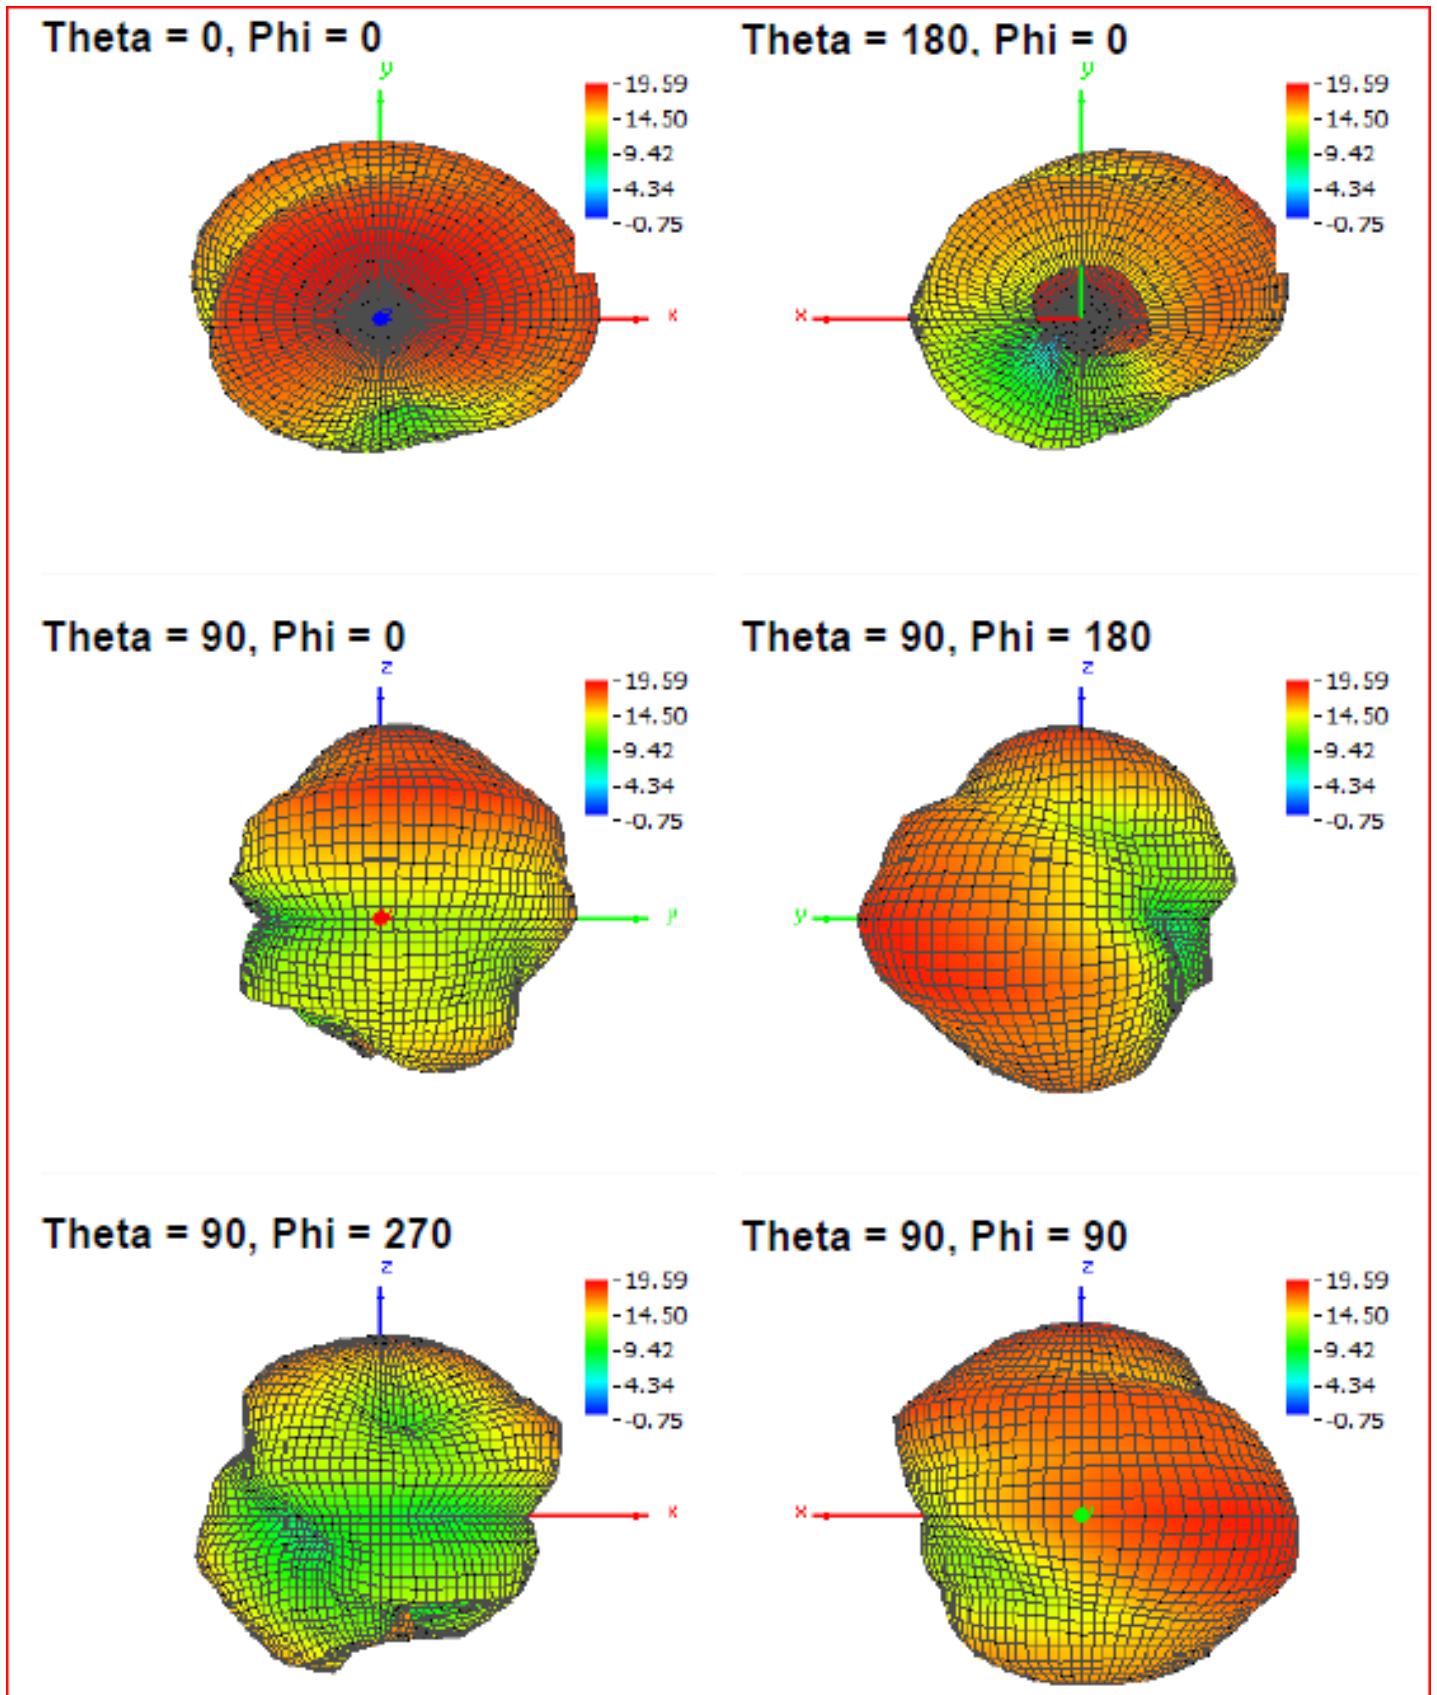 Theta = 0, Phi = 0
y
-19.59
-14.50
-9.42
-4.34
--0.75
x
Theta = 180, Phi = 0
y
-19.59
-14.50
-9.42
-4.34
--0.75
x
Theta = 90, Phi = 0
z
-19.59
-14.50
-9.42
-4.34
--0.75
y
Theta = 90, Phi = 180
z
-19.59
-14.50
-9.42
-4.34
--0.75
y
Theta = 90, Phi = 270
z
-19.59
-14.50
-9.42
-4.34
--0.75
x
Theta = 90, Phi = 90
z
-19.59
-14.50
-9.42
-4.34
--0.75
x